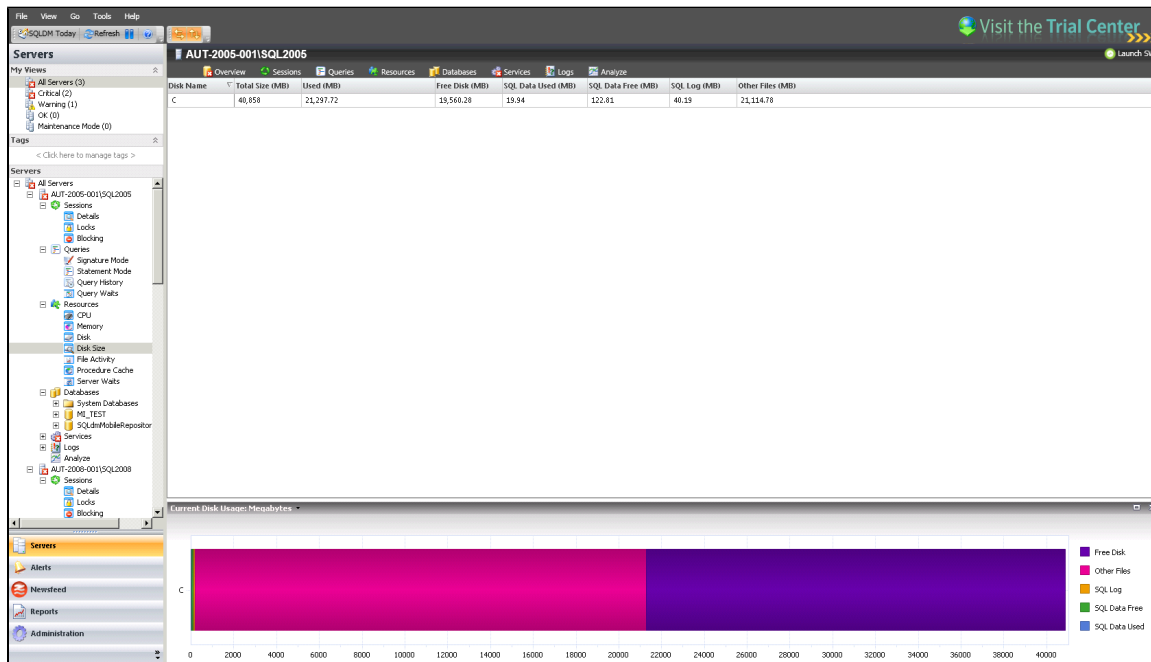 File View Go Tools Help
SQLDM Today Refresh
Visit the Trial Center
Servers
AUT-2005-001\SQL2005
Launch SW
My Views
All Servers (3)
Critical (2)
Warning (1)
OK (0)
Maintenance Mode (0)
Tags
< Click here to manage tags >
Servers
All Servers
AUT-2005-001\SQL2005
Sessions
Details
Locks
Blocking
Queries
Signature Mode
Statement Mode
Query History
Query Waits
Resources
CPU
Memory
Disk
Disk Size
File Activity
Procedure Cache
Server Waits
Databases
System Databases
MI_TEST
SQLdmMobileRepositor
Services
Logs
Analyze
AUT-2008-001\SQL2008
Sessions
Details
Locks
Blocking
Servers
Alerts
Newsfeed
Reports
Administration
Overview Sessions Queries Resources Databases Services Logs Analyze
Disk Name Total Size (MB) Used (MB) Free Disk (MB) SQL Data Used (MB) SQL Data Free (MB) SQL Log (MB) Other Files (MB)
C 40,858 21,297.72 19,560.28 19.94 122.81 40.19 21,114.78
Current Disk Usage: Megabytes
C
0 2000 4000 6000 8000 10000 12000 14000 16000 18000 20000 22000 24000 26000 28000 30000 32000 34000 36000 38000 40000
Free Disk
Other Files
SQL Log
SQL Data Free
SQL Data Used